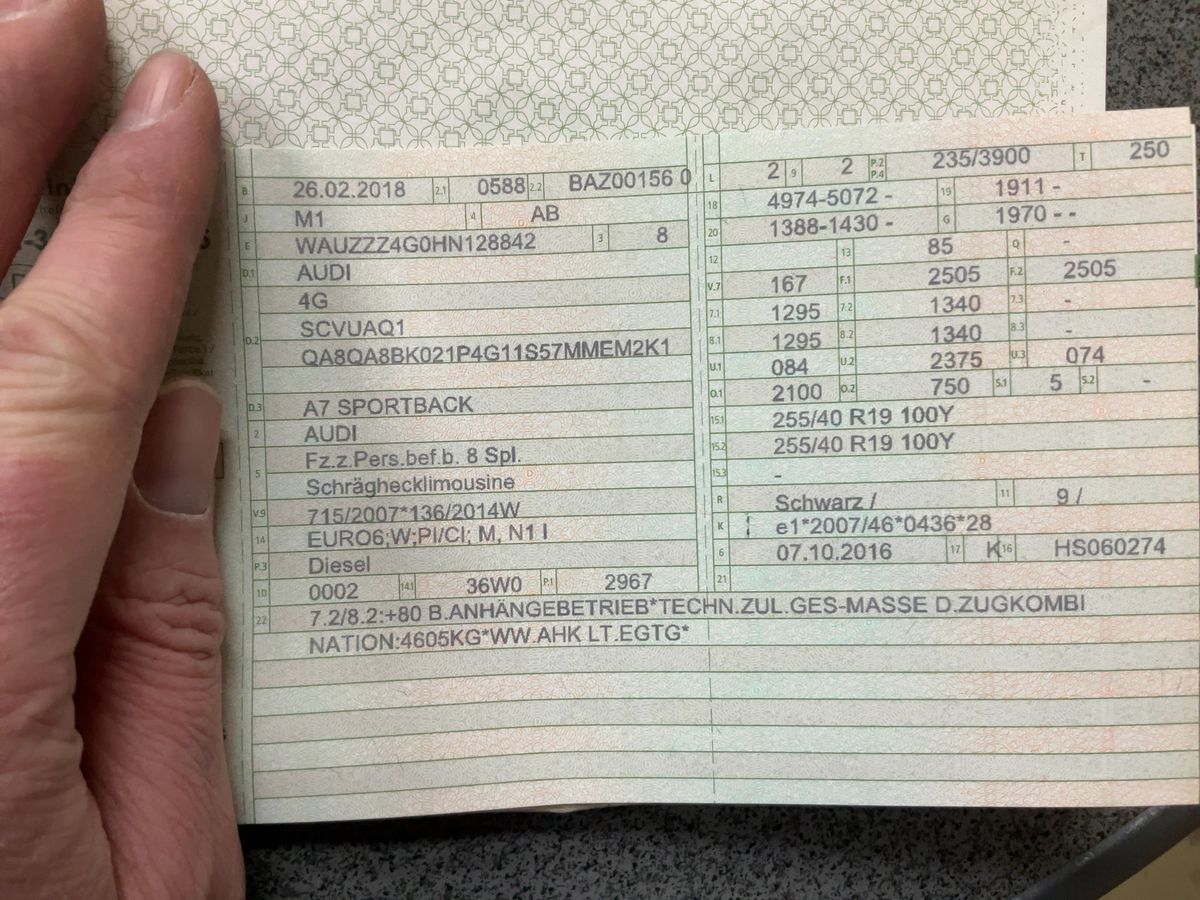 B. 26.02.2018 2.1 0588 2.2 BAZ00156 0
J M1 4 AB
E WAUZZZ4G0HN128842 3 8
D.1 AUDI
4G
D.2 SCVUAQ1
QA8QA8BK021P4G11S57MMEM2K1
D.3 A7 SPORTBACK
2 AUDI
5 Fz.z.Pers.bef.b. 8 Spl.
Schräghecklimousine
V.9 715/2007*136/2014W
14 EURO6;W;PI/CI; M, N1 I
P.3 Diesel
10 0002 14.1 36W0 P.1 2967
L 2 9 2 P.2 P.4 235/3900 T 250
18 4974-5072 - 19 1911 -
20 1388-1430 - G 1970 - -
12 13 85 Q -
V.7 167 F.1 2505 F.2 2505
7.1 1295 7.2 1340 7.3 -
8.1 1295 8.2 1340 8.3 -
U.1 084 U.2 2375 U.3 074
O.1 2100 O.2 750 S.1 5 S.2 -
15.1 255/40 R19 100Y
15.2 255/40 R19 100Y
15.3 -
R Schwarz / 11 9 /
K e1*2007/46*0436*28
6 07.10.2016 17 K 16 HS060274
21
22 7.2/8.2:+80 B.ANHÄNGEBETRIEB*TECHN.ZUL.GES-MASSE D.ZUGKOMBI
NATION:4605KG*WW.AHK LT.EGTG*